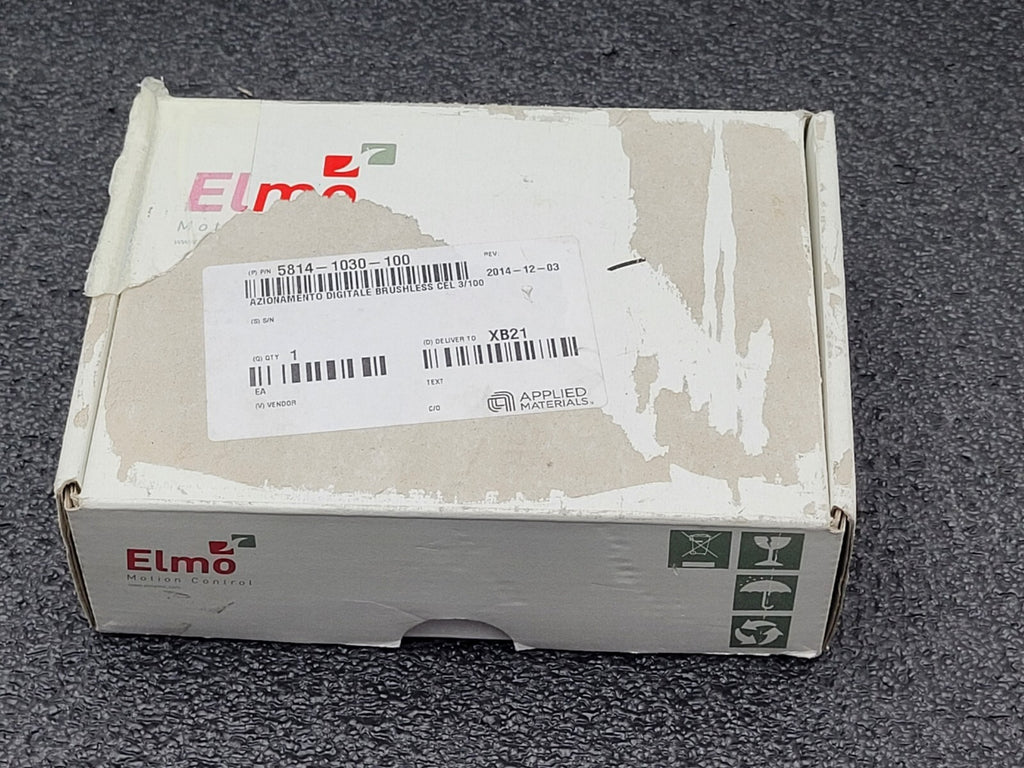 Elmo
Mot
(P) P/N 5814-1030-100
REV.
2014-12-03
AZIONAMENTO DIGITALE BRUSHLESS CEL 3/100
(S) S/N
(Q) QTY 1
(D) DELIVER TO XB21
EA
TEXT
(V) VENDOR
C/O
APPLIED
MATERIALS
Elmo
Motion Control